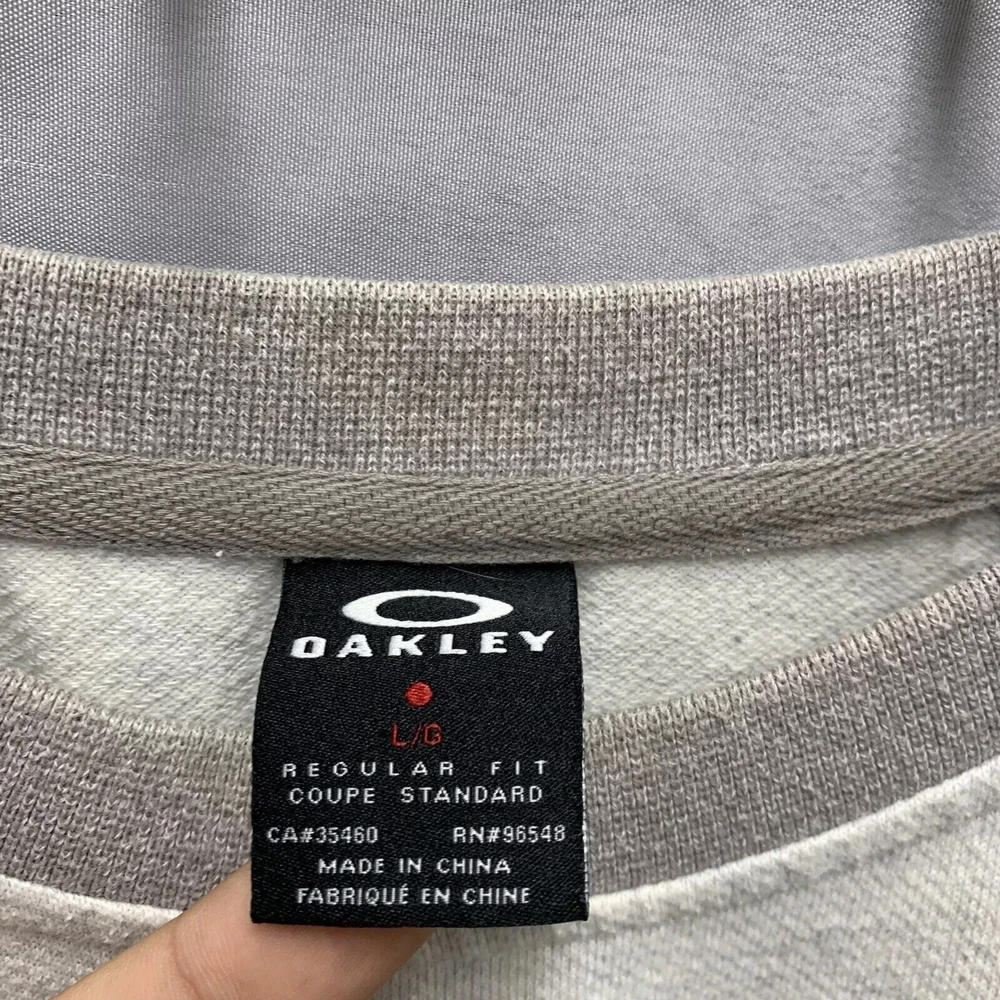 OAKLEY
L/G
REGULAR FIT
COUPE STANDARD
CA#35460 RN#96548
MADE IN CHINA
FABRIQUÉ EN CHINE